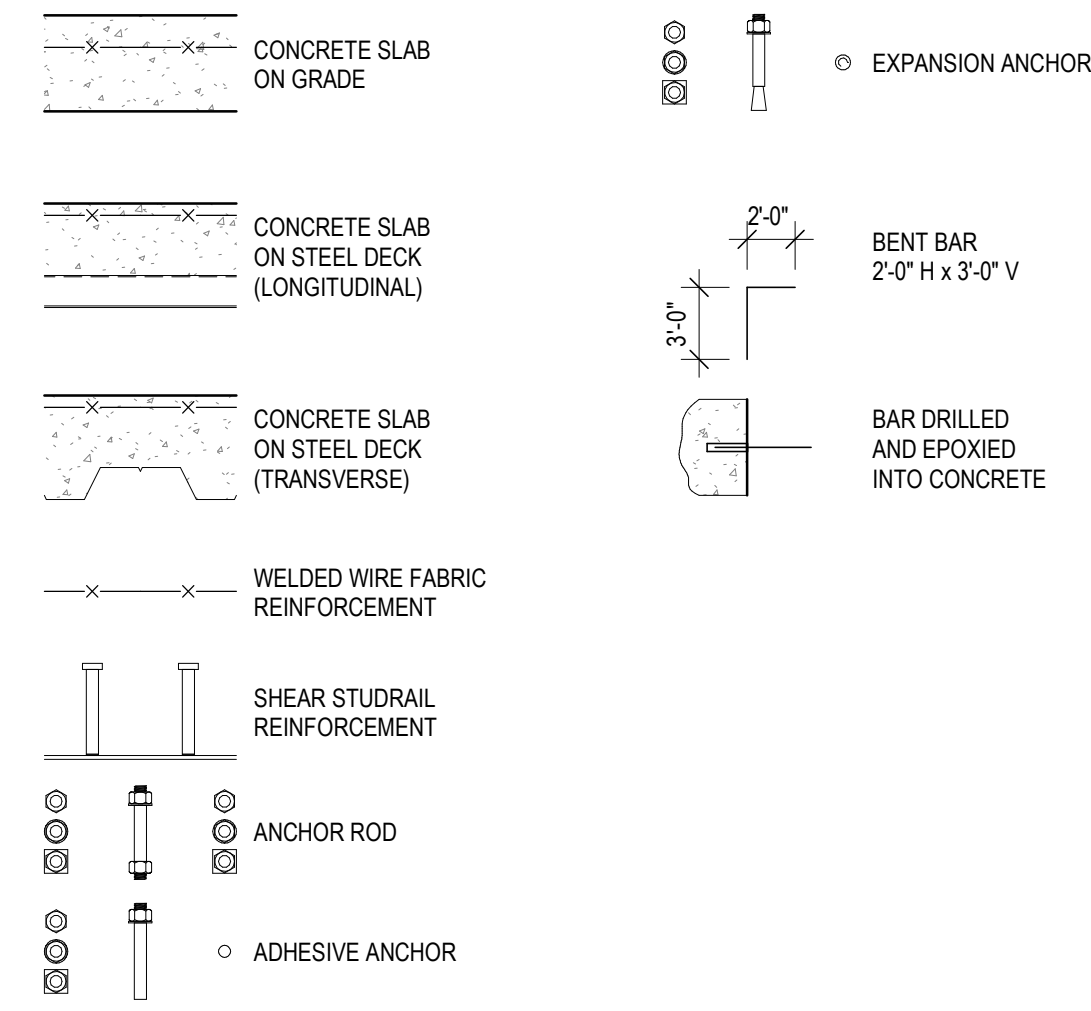 CONCRETE SLAB
ON GRADE
CONCRETE SLAB
ON STEEL DECK
(LONGITUDINAL)
CONCRETE SLAB
ON STEEL DECK
(TRANSVERSE)
WELDED WIRE FABRIC
REINFORCEMENT
SHEAR STUDRAIL
REINFORCEMENT
ANCHOR ROD
ADHESIVE ANCHOR
EXPANSION ANCHOR
2'-0"
3'-0"
BENT BAR
2'-0" H x 3'-0" V
BAR DRILLED
AND EPOXIED
INTO CONCRETE